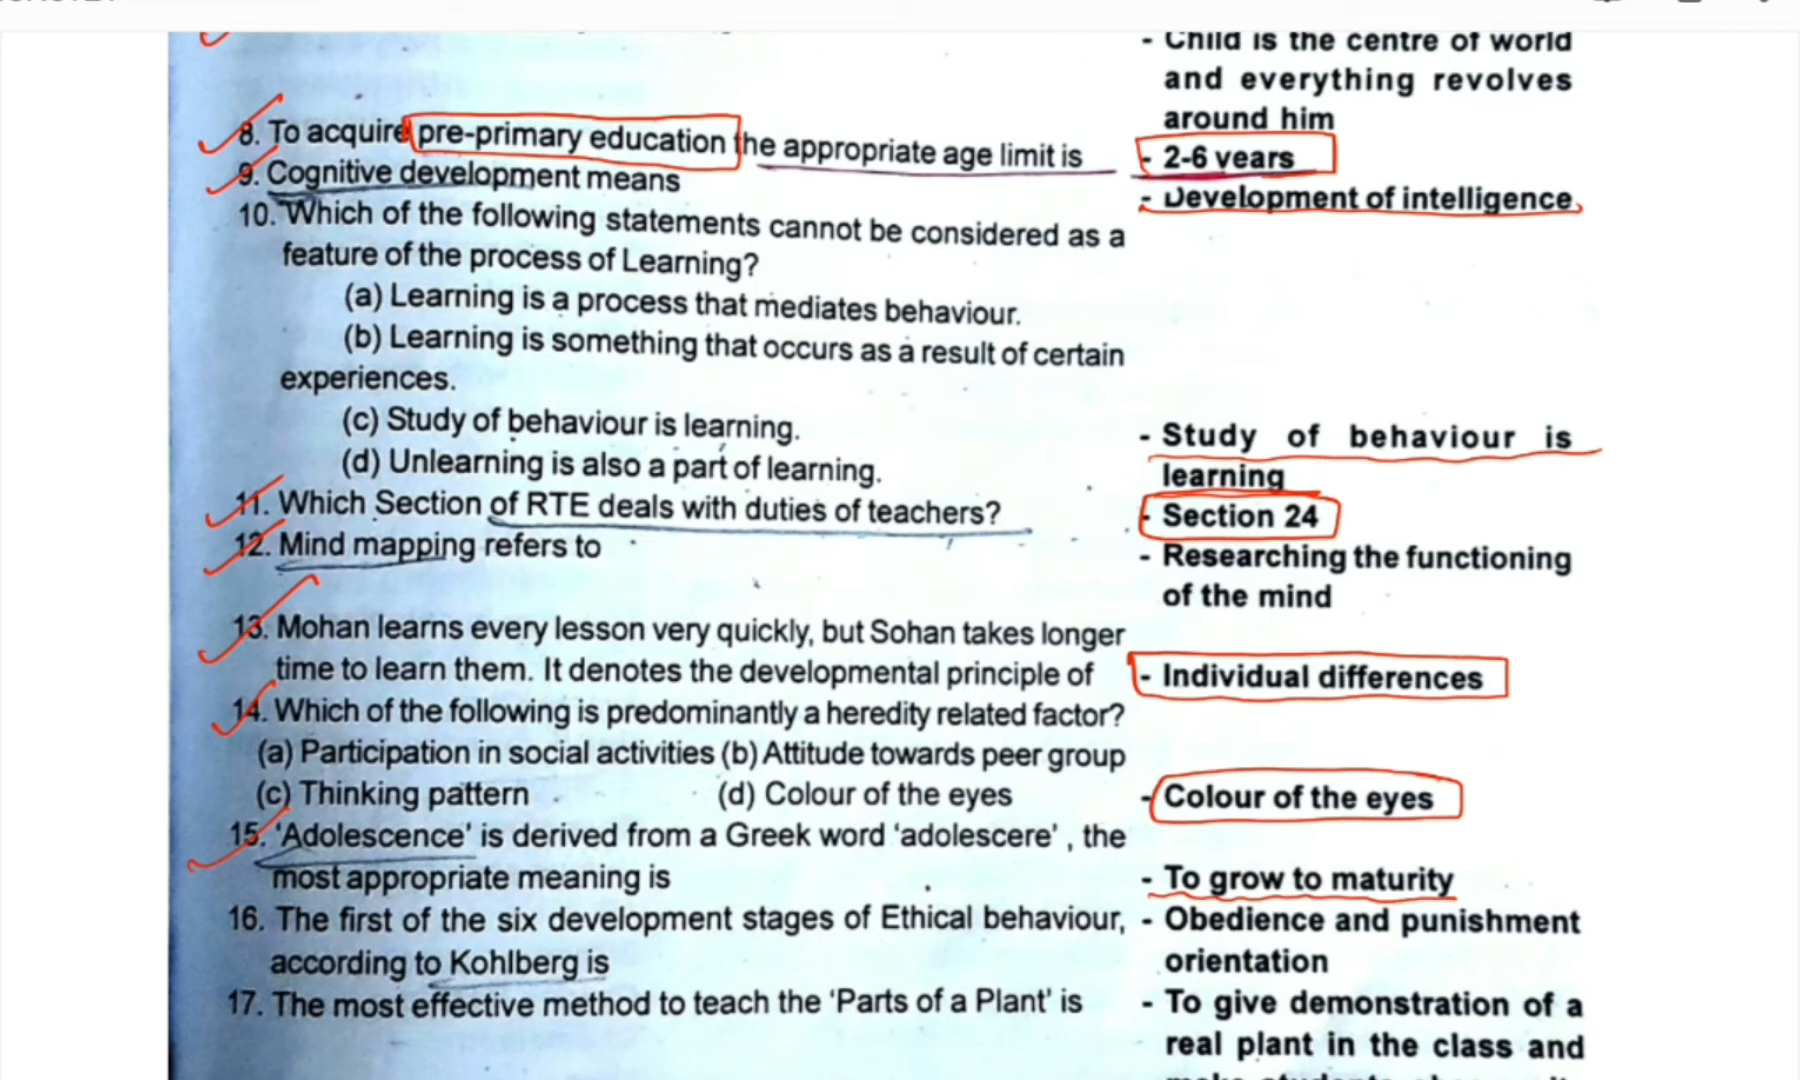 - Child is the centre of world
and everything revolves
around him
8. To acquire pre-primary education the appropriate age limit is - 2-6 years
9. Cognitive development means - Development of intelligence
10. Which of the following statements cannot be considered as a
feature of the process of Learning?
(a) Learning is a process that mediates behaviour.
(b) Learning is something that occurs as a result of certain
experiences.
(c) Study of behaviour is learning. - Study of behaviour is
(d) Unlearning is also a part of learning. learning
11. Which Section of RTE deals with duties of teachers? - Section 24
12. Mind mapping refers to - Researching the functioning
of the mind
13. Mohan learns every lesson very quickly, but Sohan takes longer
time to learn them. It denotes the developmental principle of - Individual differences
14. Which of the following is predominantly a heredity related factor?
(a) Participation in social activities (b) Attitude towards peer group
(c) Thinking pattern (d) Colour of the eyes - Colour of the eyes
15. 'Adolescence' is derived from a Greek word 'adolescere' , the
most appropriate meaning is - To grow to maturity
16. The first of the six development stages of Ethical behaviour, - Obedience and punishment
according to Kohlberg is orientation
17. The most effective method to teach the 'Parts of a Plant' is - To give demonstration of a
real plant in the class and